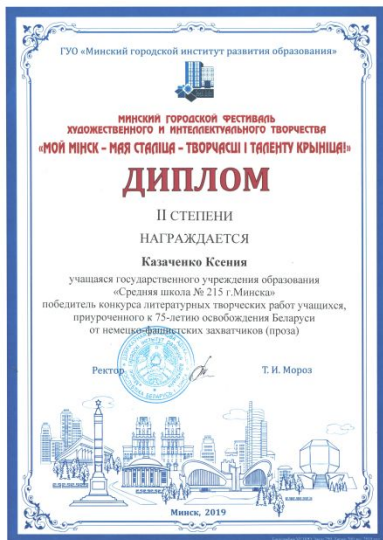 ГУО «Минский городской институт развития образования»
МИНСКИЙ ГОРОДСКОЙ ФЕСТИВАЛЬ
ХУДОЖЕСТВЕННОГО И ИНТЕЛЛЕКТУАЛЬНОГО ТВОРЧЕСТВА
«МОЙ МІНСК – МАЯ СТАЛІЦА – ТВОРЧАСЦІ І ТАЛЕНТУ КРЫНІЦА!»
ДИПЛОМ
II СТЕПЕНИ
НАГРАЖДАЕТСЯ
Казаченко Ксения
учащаяся государственного учреждения образования
«Средняя школа № 215 г.Минска»
победитель конкурса литературных творческих работ учащихся,
приуроченного к 75-летию освобождения Беларуси
от немецко-фашистских захватчиков (проза)
Ректор Т. И. Мороз
Минск, 2019